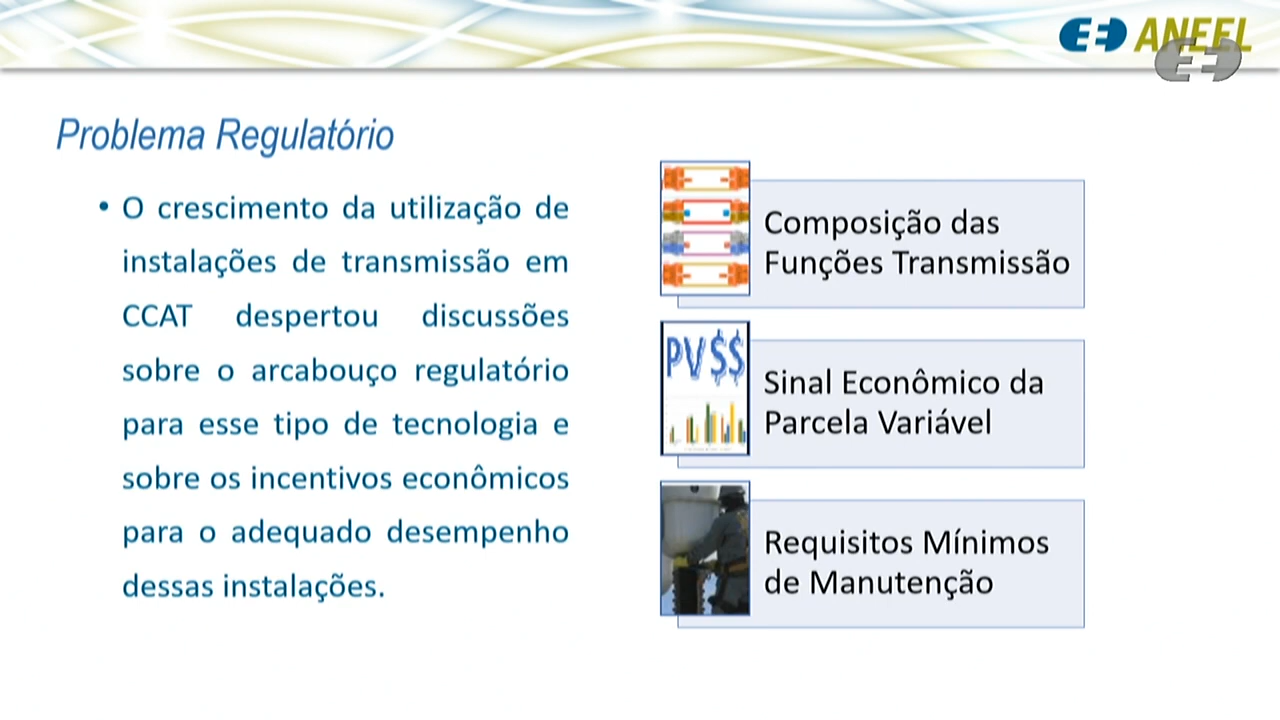 ANEEL
Problema Regulatório
• O crescimento da utilização de
instalações de transmissão em
CCAT despertou discussões
sobre o arcabouço regulatório
para esse tipo de tecnologia e
sobre os incentivos econômicos
para o adequado desempenho
dessas instalações.
Composição das
Funções Transmissão
PV$$
Sinal Econômico da
Parcela Variável
Requisitos Mínimos
de Manutenção